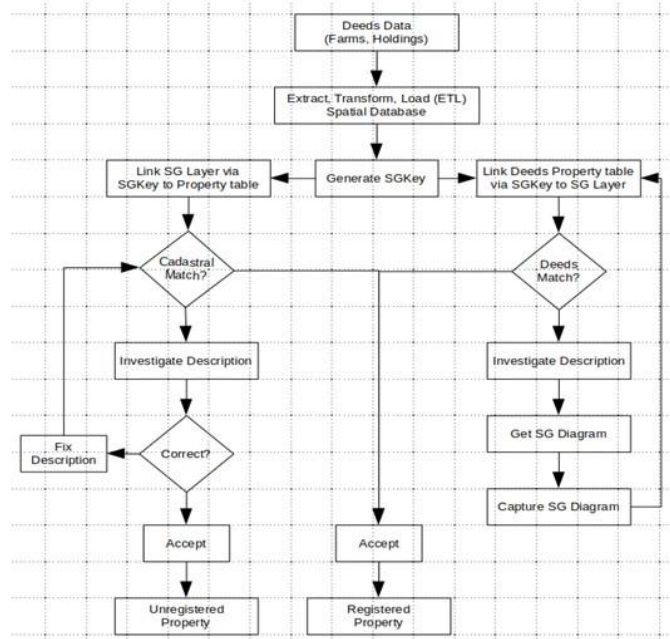 Deeds Data
(Farms, Holdings)
Extract, Transform, Load (ETL)
Spatial Database
Link SG Layer via
SGKey to Property table
Generate SGKey
Link Deeds Property table
via SGKey to SG Layer
Cadastral
Match?
Deeds
Match?
Investigate Description
Investigate Description
Fix
Description
Correct?
Get SG Diagram
Capture SG Diagram
Accept
Accept
Unregistered
Property
Registered
Property